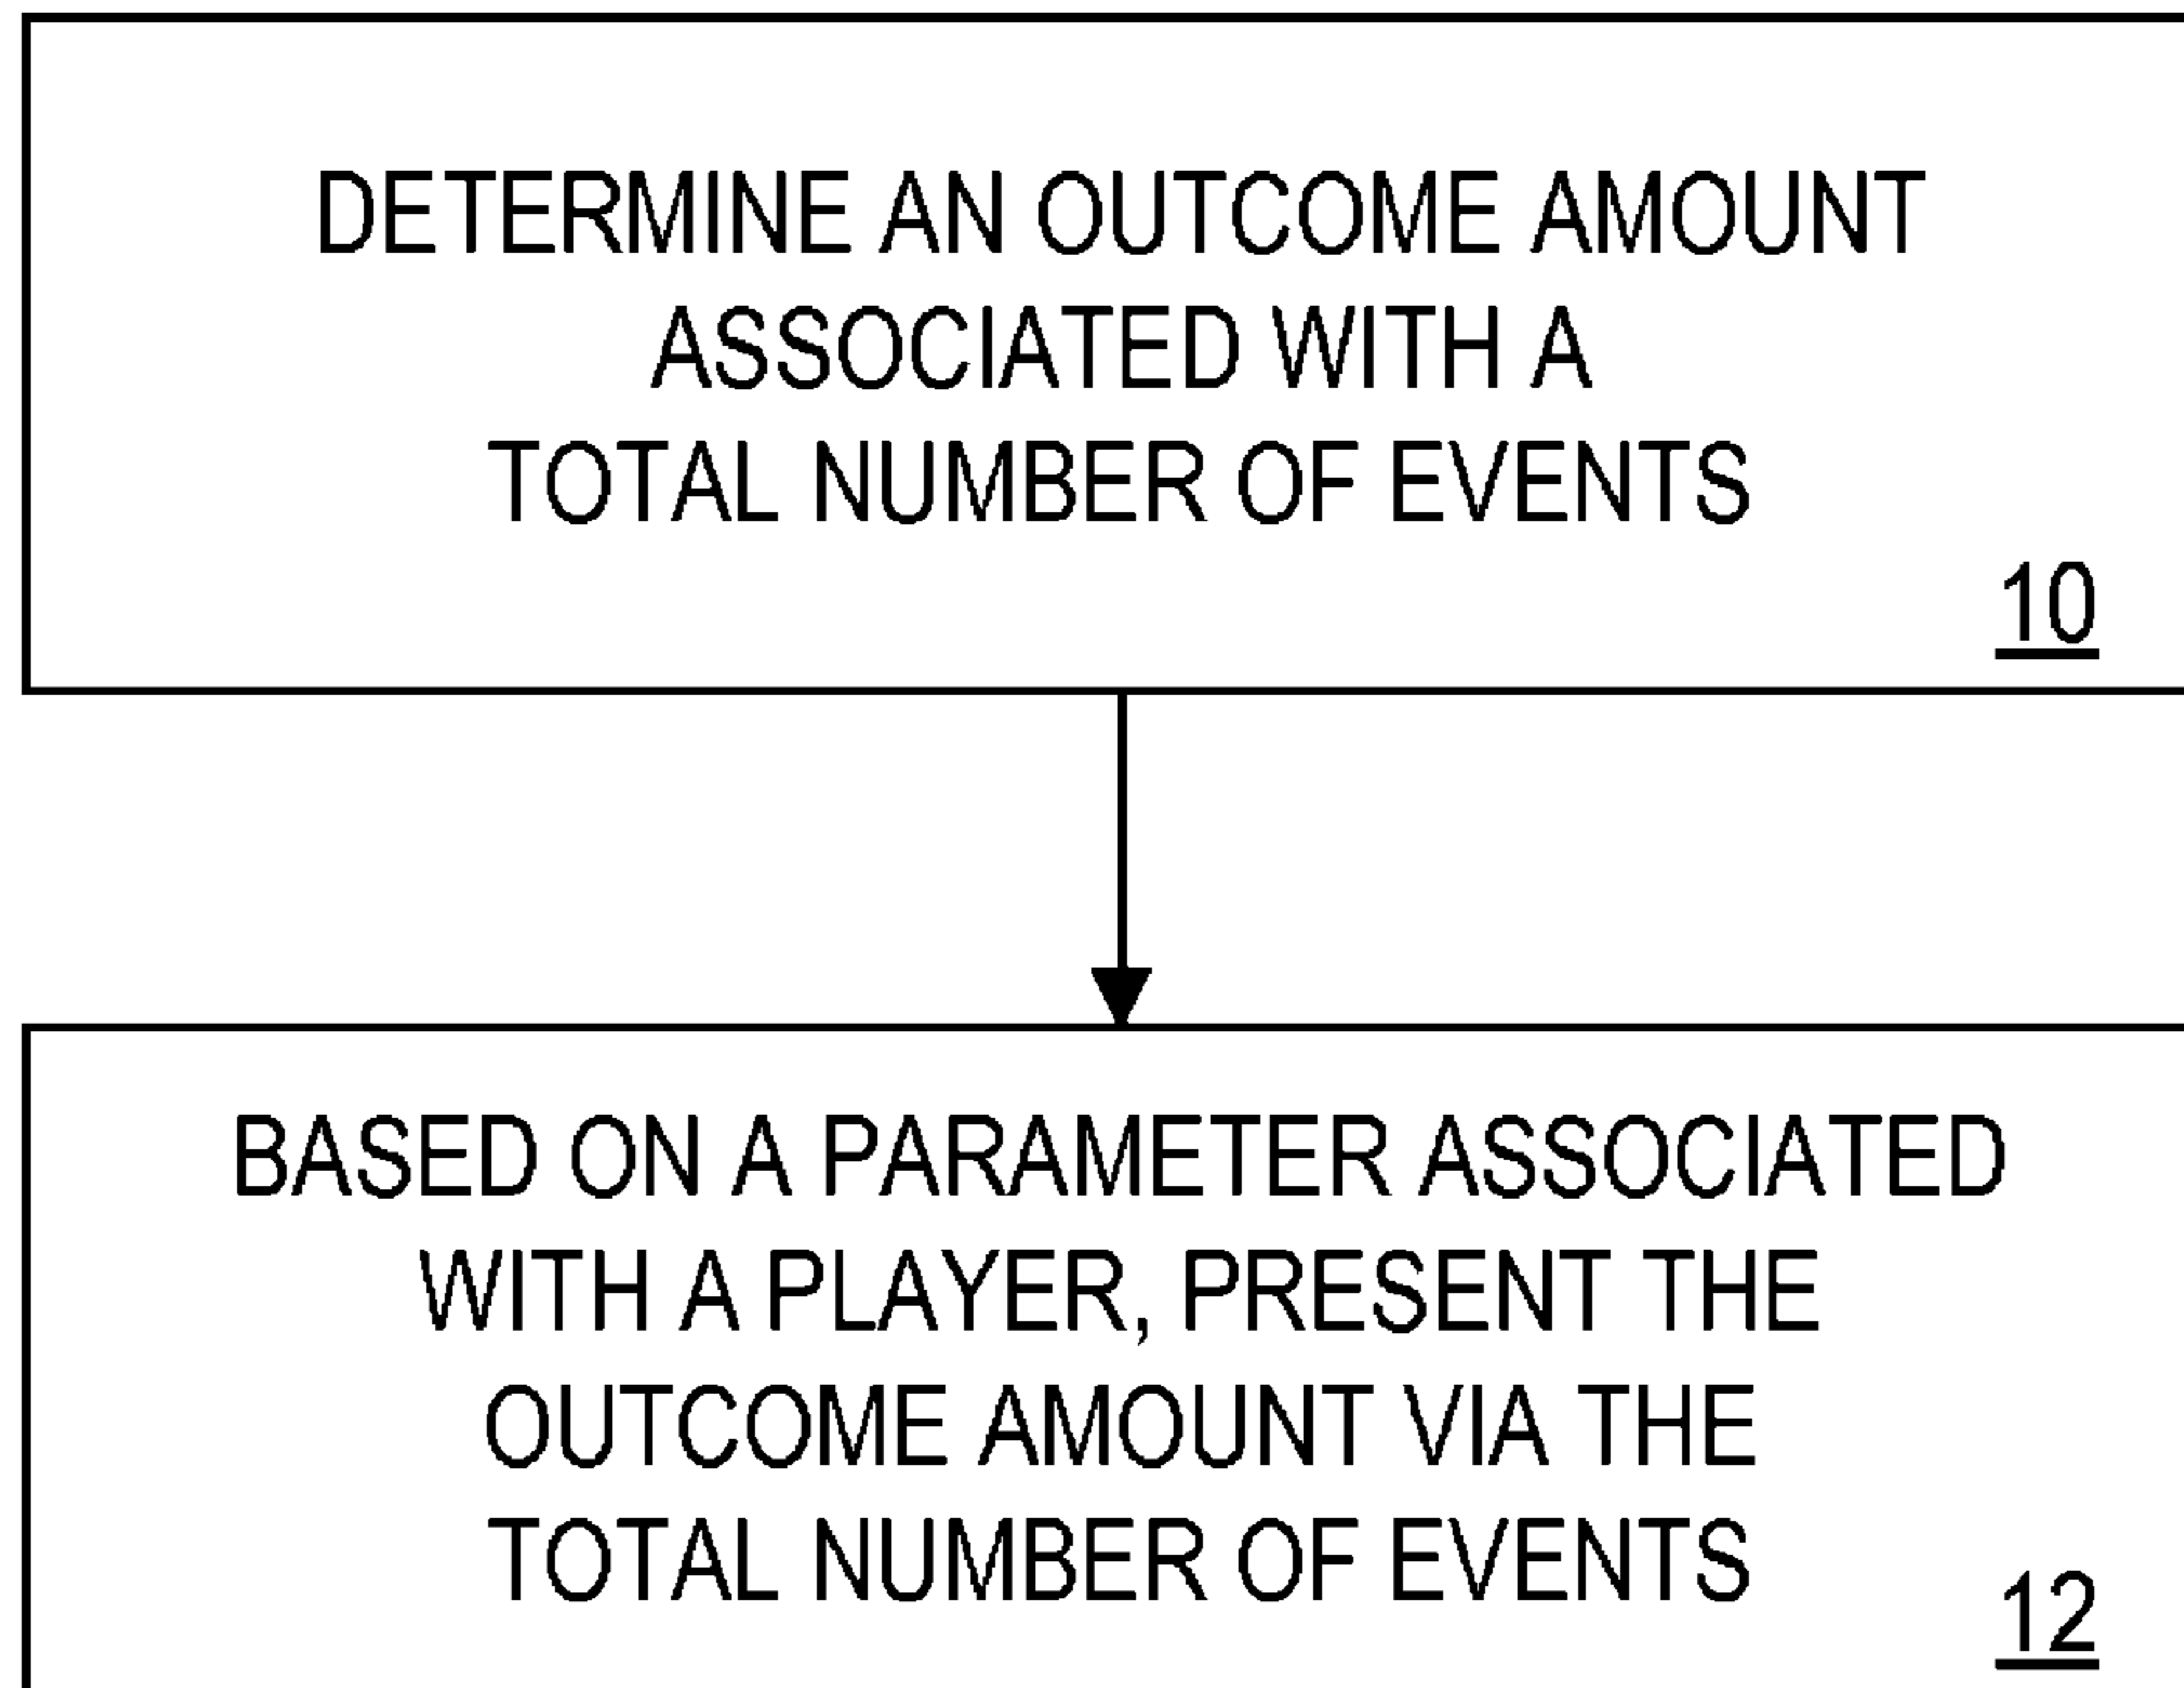 DETERMINE AN OUTCOME AMOUNT
ASSOCIATED WITH A
TOTAL NUMBER OF EVENTS
10
BASED ON A PARAMETER ASSOCIATED
WITH A PLAYER, PRESENT THE
OUTCOME AMOUNT VIA THE
TOTAL NUMBER OF EVENTS
12